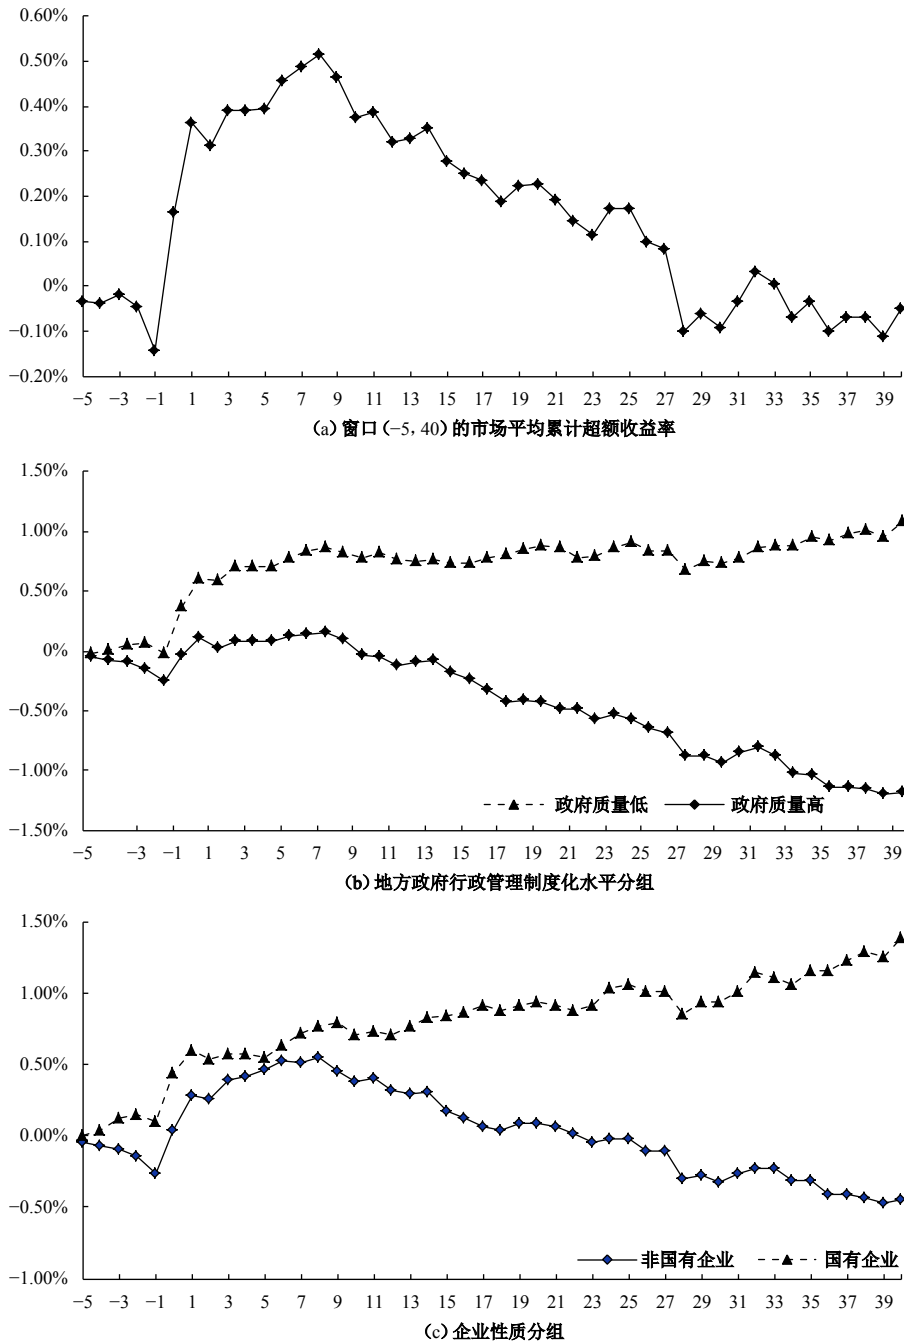 0.60%
0.50%
0.40%
0.30%
0.20%
0.10%
0%
−0.10%
−0.20%
−5 −3 −1 1 3 5 7 9 11 13 15 17 19 21 23 25 27 29 31 33 35 37 39
(a) 窗口(−5, 40)的市场平均累计超额收益率
1.50%
1.00%
0.50%
0%
−0.50%
−1.00%
政府质量低 政府质量高
−1.50%
−5 −3 −1 1 3 5 7 9 11 13 15 17 19 21 23 25 27 29 31 33 35 37 39
(b) 地方政府行政管理制度化水平分组
1.50%
1.00%
0.50%
0.00%
−0.50%
非国有企业 国有企业
−1.00%
−5 −3 −1 1 3 5 7 9 11 13 15 17 19 21 23 25 27 29 31 33 35 37 39
(c) 企业性质分组